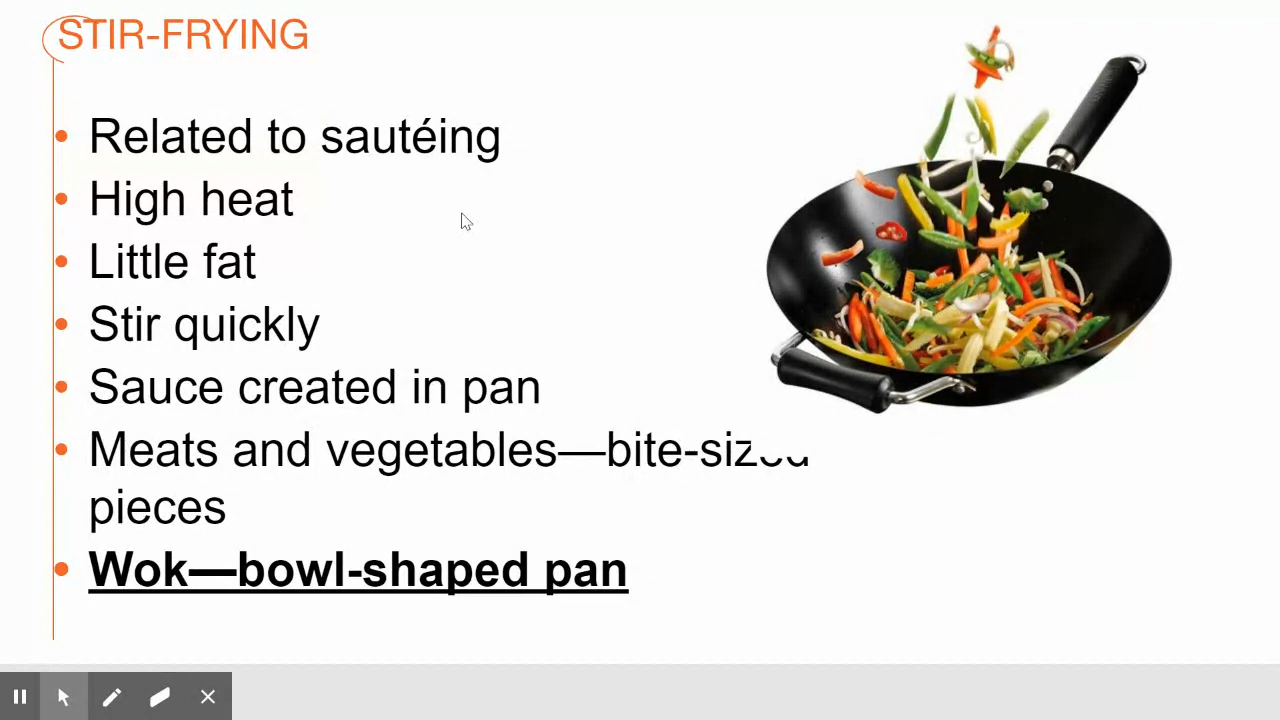 STIR-FRYING
• Related to sautéing
• High heat
• Little fat
• Stir quickly
• Sauce created in pan
• Meats and vegetables—bite-sized
pieces
• Wok—bowl-shaped pan